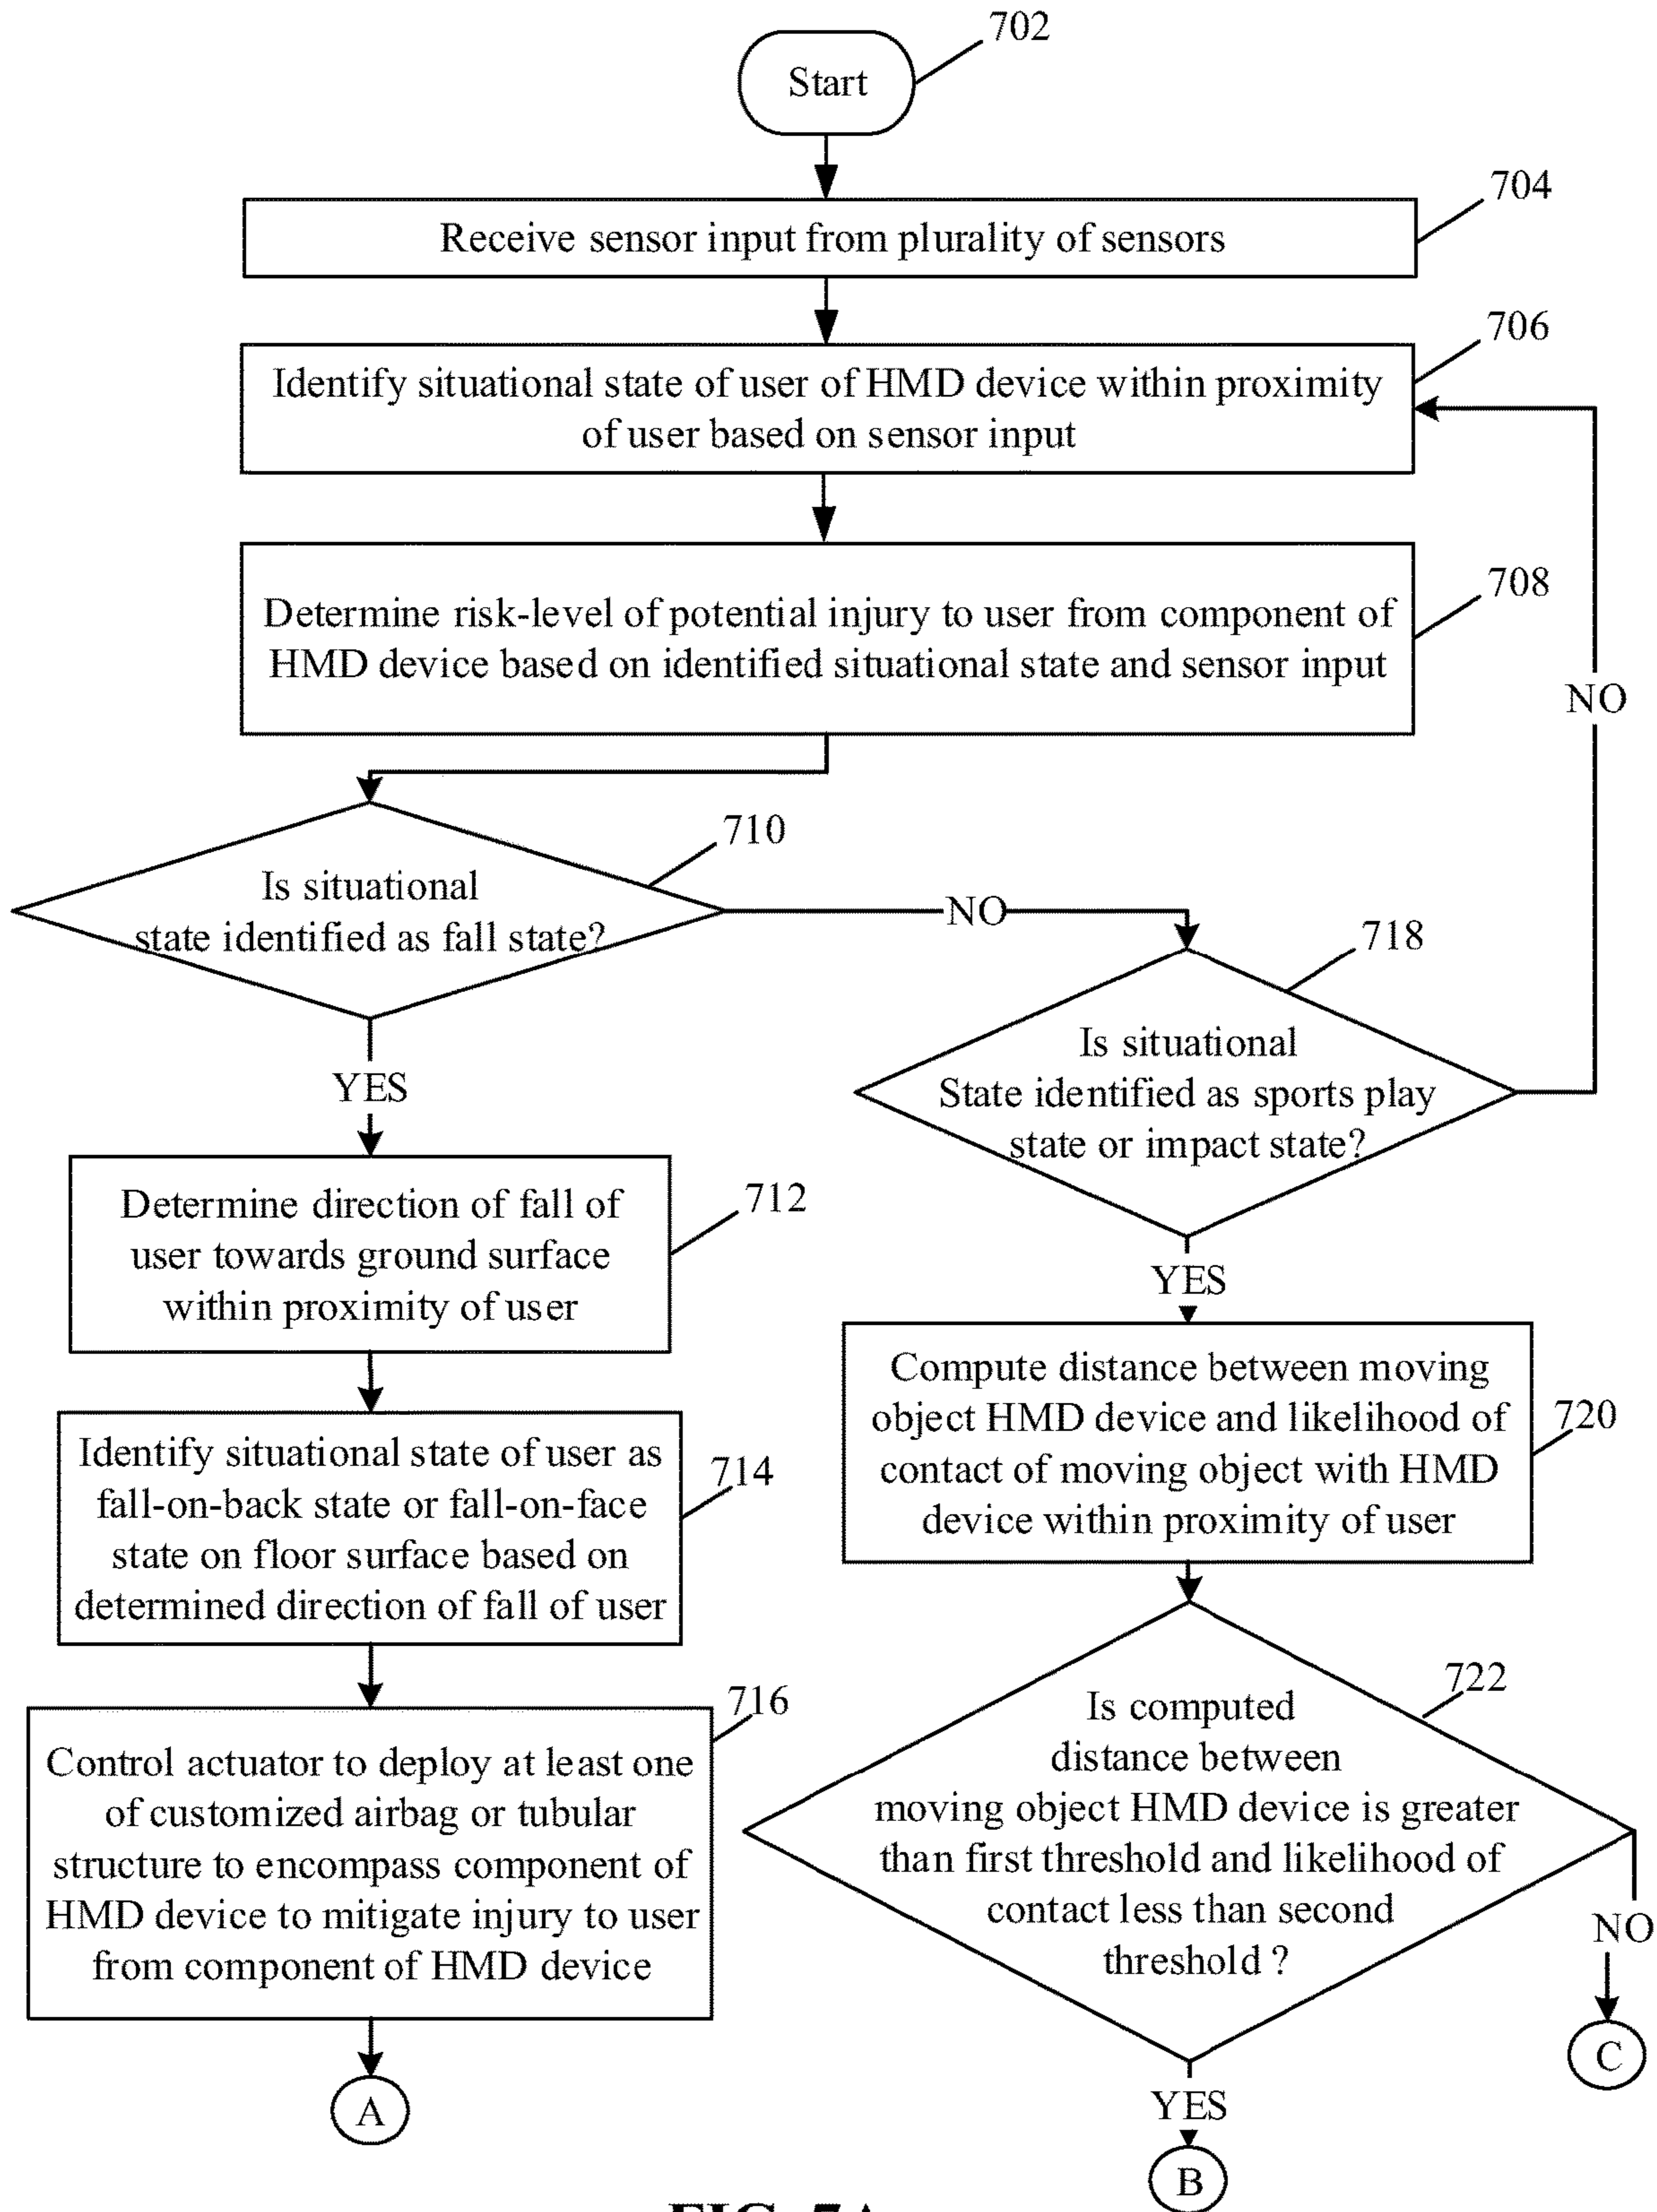 702
Start
704
Receive sensor input from plurality of sensors
706
Identify situational state of user of HMD device within proximity
of user based on sensor input
708
Determine risk-level of potential injury to user from component of
HMD device based on identified situational state and sensor input
NO
710
Is situational
state identified as fall state?
NO
718
Is situational
State identified as sports play
state or impact state?
YES
YES
712
Determine direction of fall of
user towards ground surface
within proximity of user
720
Compute distance between moving
object HMD device and likelihood of
contact of moving object with HMD
device within proximity of user
714
Identify situational state of user as
fall-on-back state or fall-on-face
state on floor surface based on
determined direction of fall of user
716
Control actuator to deploy at least one
of customized airbag or tubular
structure to encompass component of
HMD device to mitigate injury to user
from component of HMD device
722
Is computed
distance between
moving object HMD device is greater
than first threshold and likelihood of
contact less than second
threshold ?
NO
C
A
YES
B
FIG. 7A